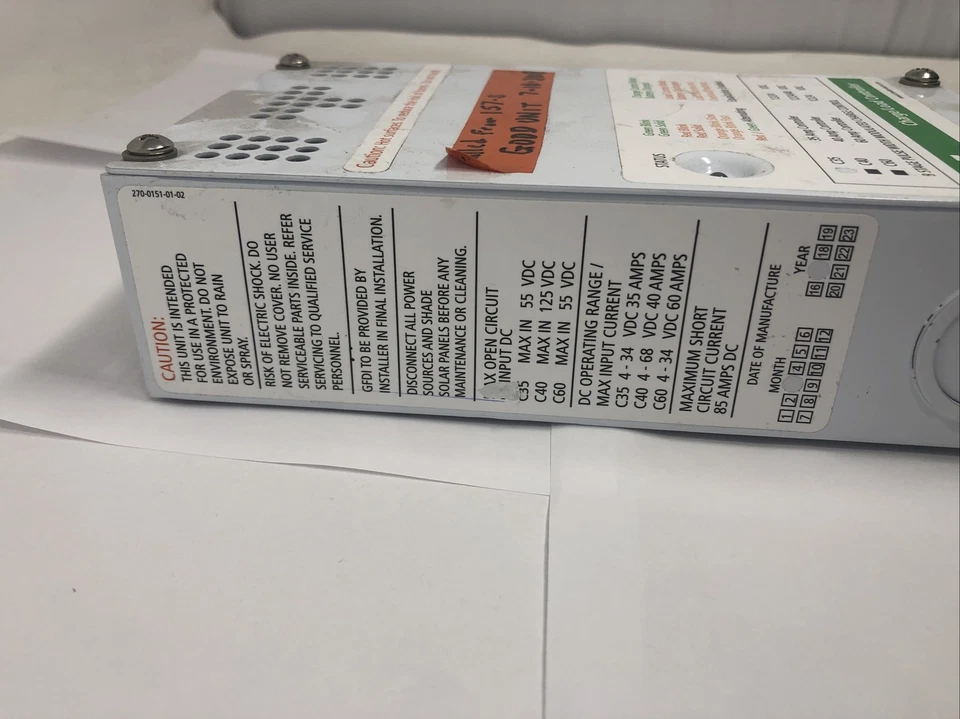 270-0151-01-02
CAUTION:
THIS UNIT IS INTENDED
FOR USE IN A PROTECTED
ENVIRONMENT. DO NOT
EXPOSE UNIT TO RAIN
OR SPRAY.
RISK OF ELECTRIC SHOCK. DO
NOT REMOVE COVER. NO USER
SERVICEABLE PARTS INSIDE. REFER
SERVICING TO QUALIFIED SERVICE
PERSONNEL.
GFDI TO BE PROVIDED BY
INSTALLER IN FINAL INSTALLATION.
DISCONNECT ALL POWER
SOURCES AND SHADE
SOLAR PANELS BEFORE ANY
MAINTENANCE OR CLEANING.
OPEN CIRCUIT
INPUT DC
C35 MAX IN 55 VDC
C40 MAX IN 125 VDC
C60 MAX IN 55 VDC
DC OPERATING RANGE /
MAX INPUT CURRENT
C35 4 - 34 VDC 35 AMPS
C40 4 - 68 VDC 40 AMPS
C60 4 - 34 VDC 60 AMPS
MAXIMUM SHORT
CIRCUIT CURRENT
85 AMPS DC
DATE OF MANUFACTURE
MONTH YEAR
1 2 4 5 6 16 18 19
7 8 9 10 11 12 20 21 22 23
GOOD UNIT
STATUS
C35
C40
C60